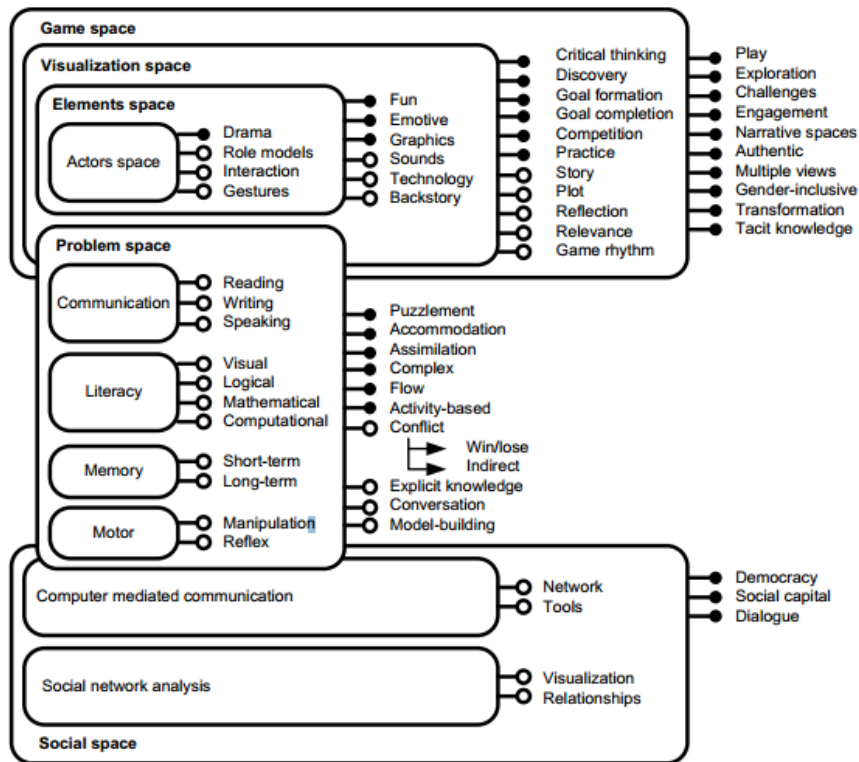 Game space
Visualization space
Elements space
Actors space
Drama
Role models
Interaction
Gestures
Fun
Emotive
Graphics
Sounds
Technology
Backstory
Critical thinking
Discovery
Goal formation
Goal completion
Competition
Practice
Story
Plot
Reflection
Relevance
Game rhythm
Play
Exploration
Challenges
Engagement
Narrative spaces
Authentic
Multiple views
Gender-inclusive
Transformation
Tacit knowledge
Problem space
Communication
Reading
Writing
Speaking
Literacy
Visual
Logical
Mathematical
Computational
Memory
Short-term
Long-term
Motor
Manipulation
Reflex
Puzzlement
Accommodation
Assimilation
Complex
Flow
Activity-based
Conflict
Win/lose
Indirect
Explicit knowledge
Conversation
Model-building
Computer mediated communication
Network
Tools
Social network analysis
Visualization
Relationships
Social space
Democracy
Social capital
Dialogue